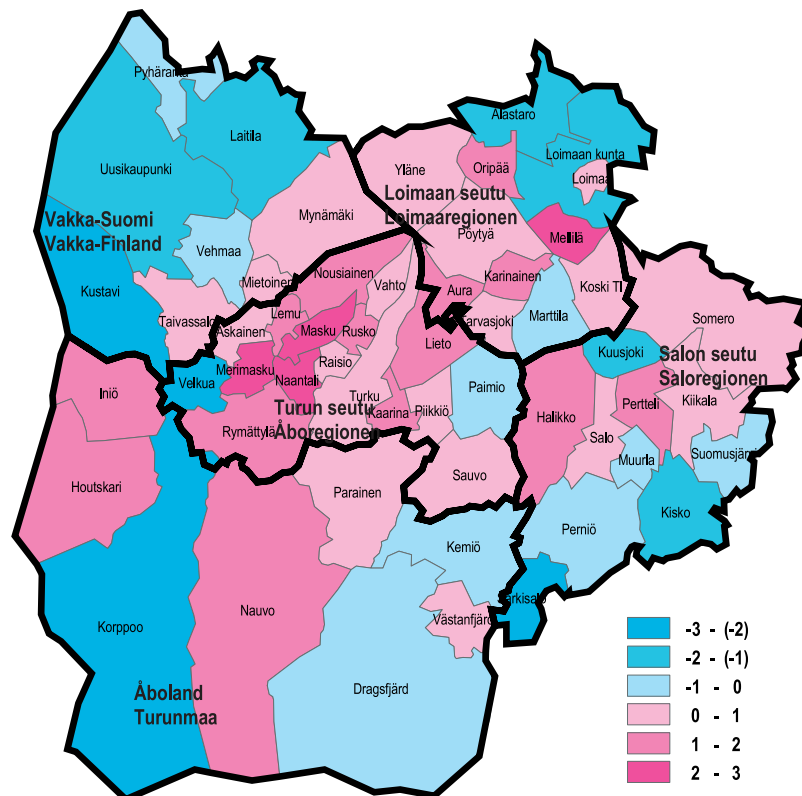 Pyhäranta
Laitila
Uusikaupunki
Vakka-Suomi
Vakka-Finland
Vehmaa
Mynämäki
Mietoinen
Kustavi
Taivassalo
Alastaro
Yläne
Oripää
Loimaan kunta
Loimaa
Loimaan seutu
Loimaaregionen
Pöytyä
Mellilä
Karinainen
Aura
Koski Tl
Marttila
Karvasjoki
Nousiainen
Vahto
Lemu
Askainen
Masku
Rusko
Lieto
Raisio
Merimasku
Naantali
Velkua
Turku
Turun seutu
Åboregionen
Kaarina
Piikkiö
Paimio
Rymättylä
Sauvo
Somero
Kuusjoki
Salon seutu
Saloregionen
Halikko
Pertteli
Kiikala
Salo
Muurla
Suomusjärvi
Kisko
Perniö
Särkisalo
Iniö
Houtskari
Parainen
Kemiö
Korppoo
Nauvo
Västanfjärd
Dragsfjärd
Åboland
Turunmaa
-3 - (-2)
-2 - (-1)
-1 - 0
0 - 1
1 - 2
2 - 3